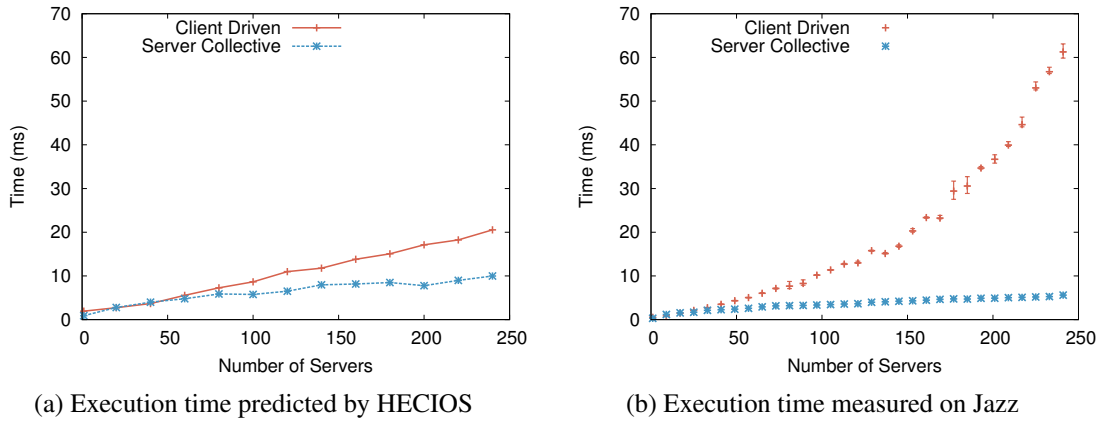 70
60
50
40
30
20
10
0
Time (ms)
Client Driven
Server Collective
0 50 100 150 200 250
Number of Servers
(a) Execution time predicted by HECIOS
70
60
50
40
30
20
10
0
Time (ms)
Client Driven
Server Collective
0 50 100 150 200 250
Number of Servers
(b) Execution time measured on Jazz